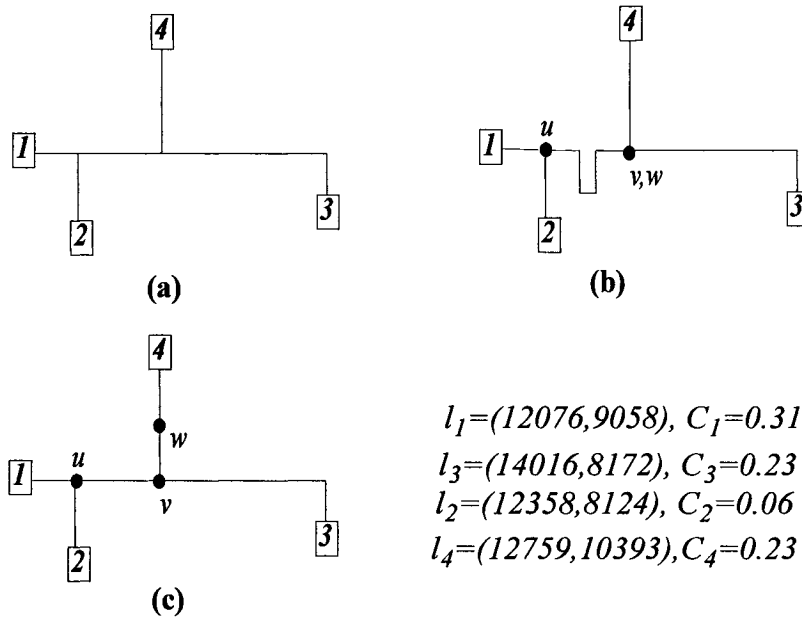 4
1
2
3
(a)
4
1
u
v,w
2
3
(b)
4
w
1
u
v
2
3
(c)
l1=(12076,9058), C1=0.31
l3=(14016,8172), C3=0.23
l2=(12358,8124), C2=0.06
l4=(12759,10393),C4=0.23